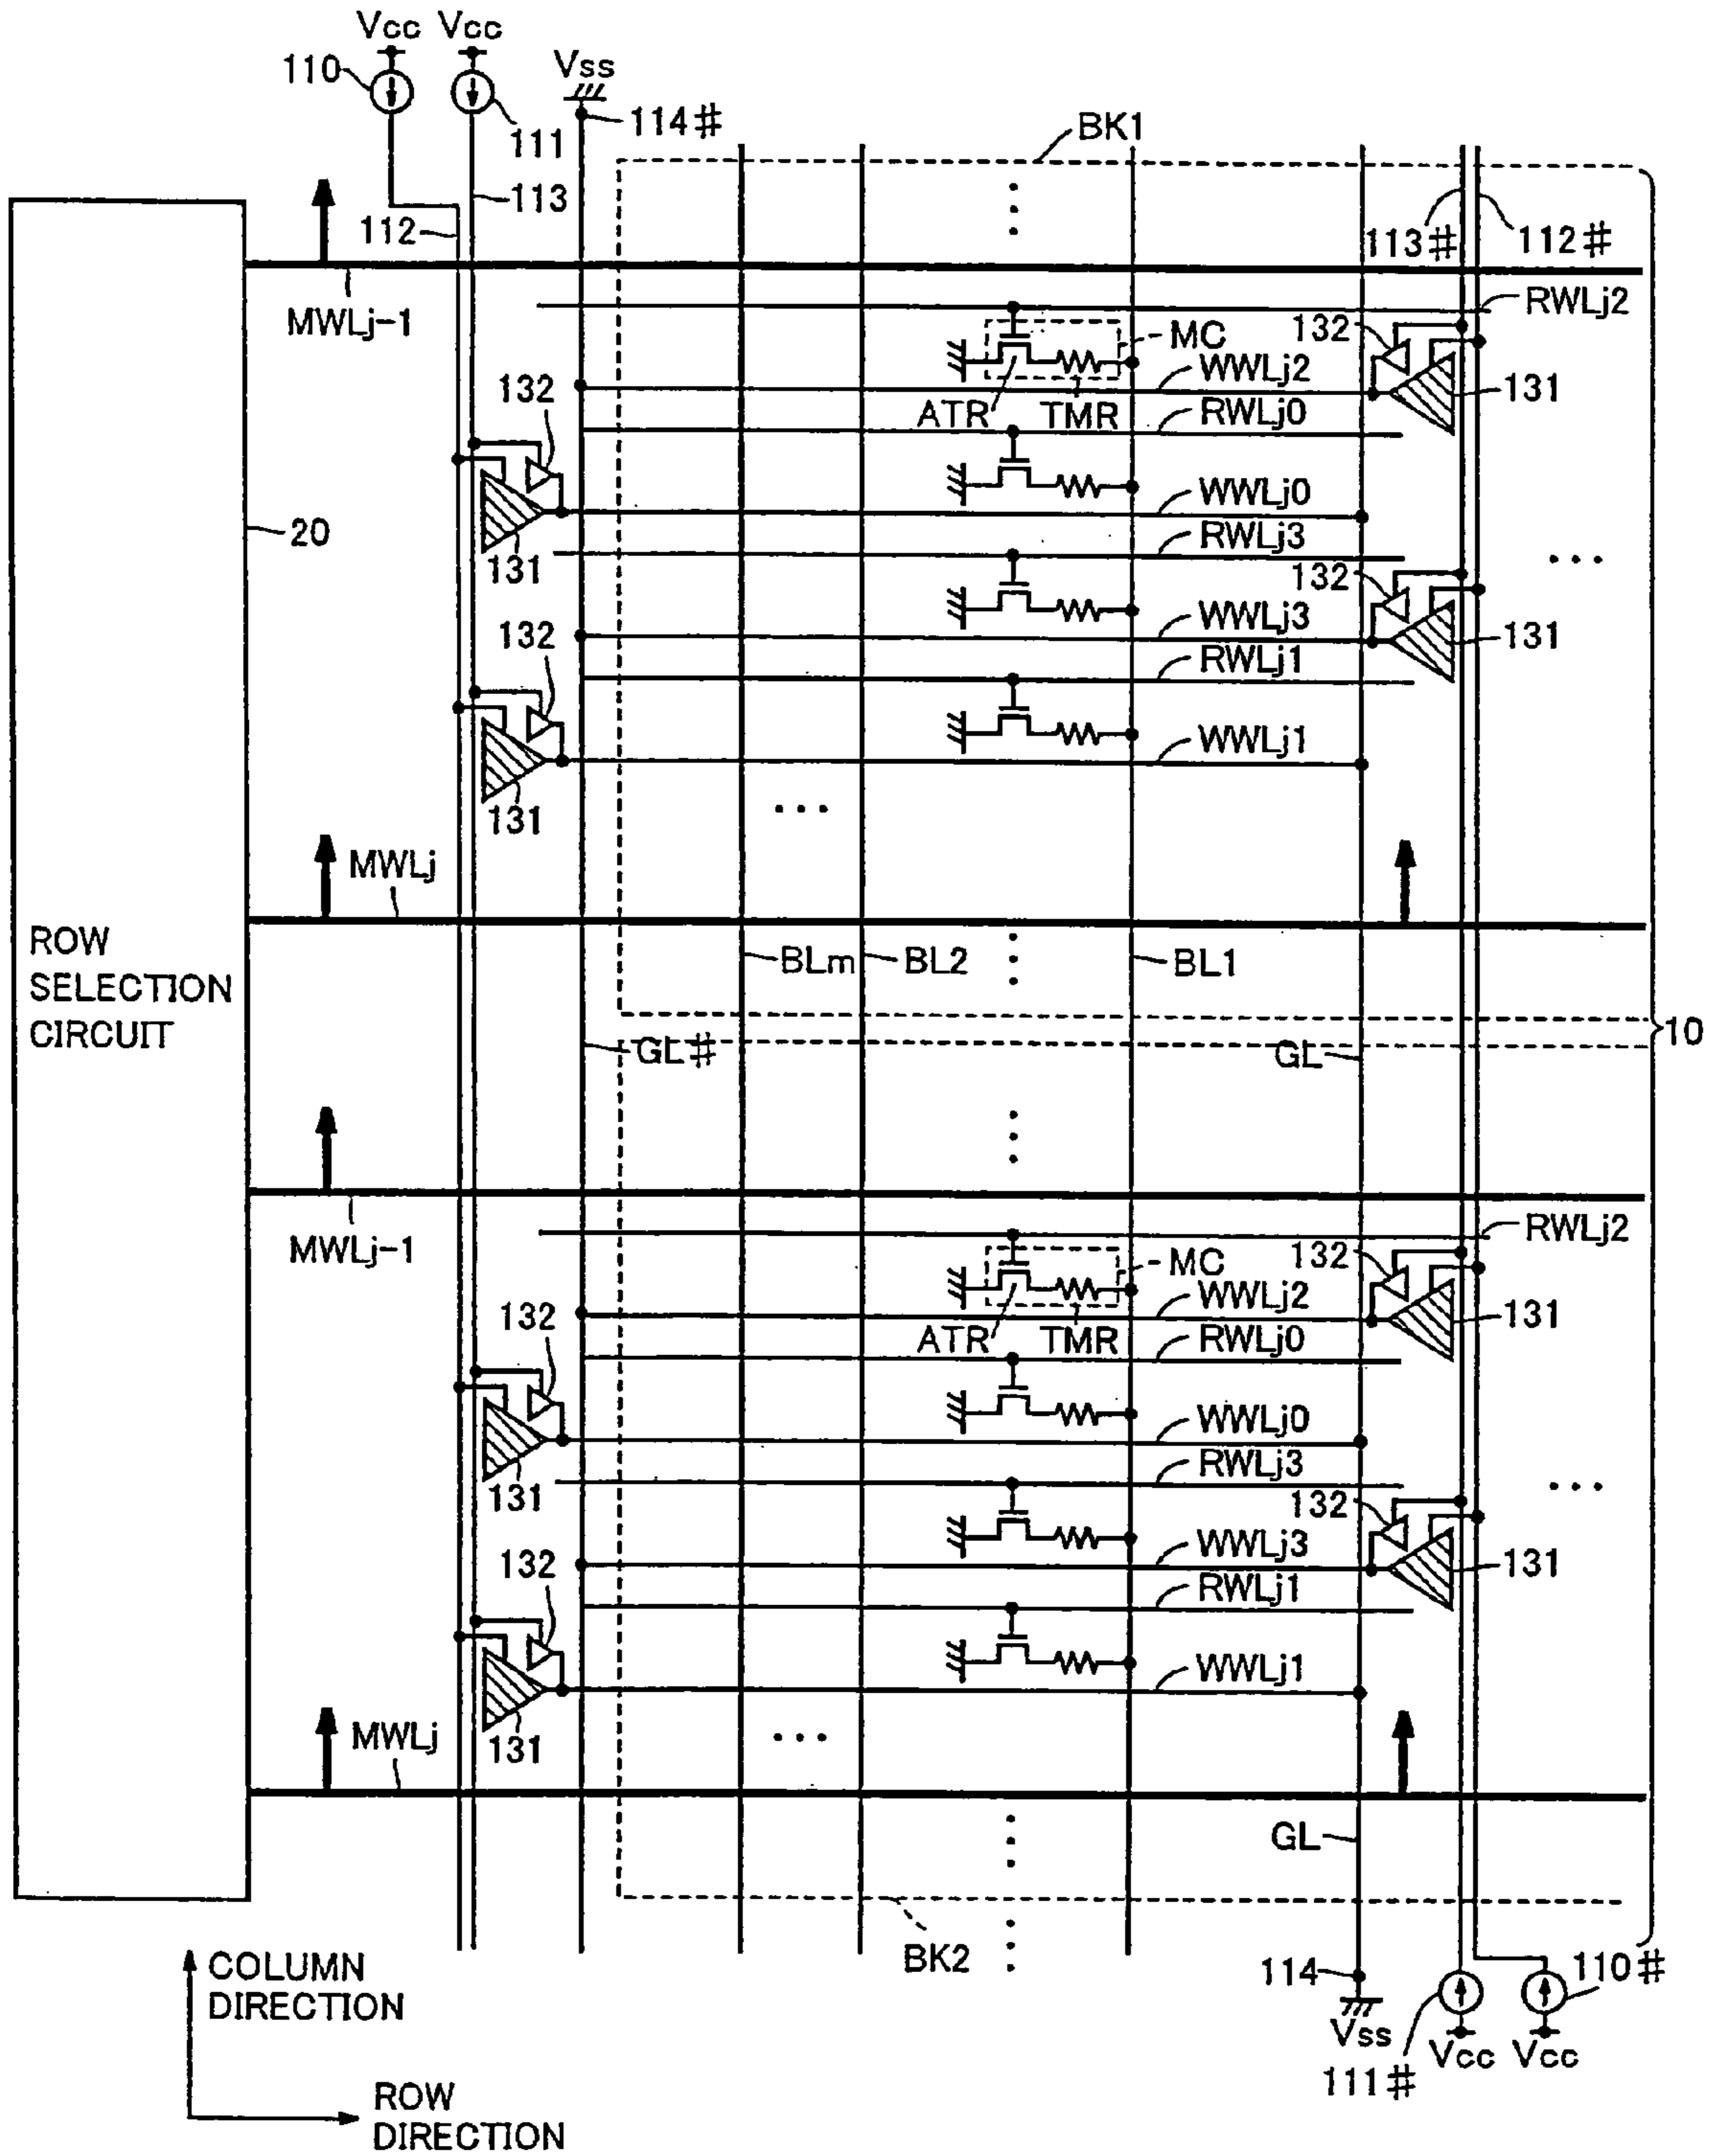 Vcc Vcc
110
Vss
111
114#
BK1
113
112
113#
112#
MWLj-1
RWLj2
132
MC
WWLj2
132
131
ATR
TMR
RWLj0
20
WWLj0
131
RWLj3
132
...
132
WWLj3
131
RWLj1
WWLj1
131
...
MWLj
ROW
SELECTION
CIRCUIT
BLm
BL2
BL1
10
GL#
GL
MWLj-1
RWLj2
132
MC
WWLj2
132
131
ATR
TMR
RWLj0
WWLj0
131
RWLj3
132
...
132
WWLj3
131
RWLj1
WWLj1
131
...
MWLj
GL
BK2
COLUMN
DIRECTION
114
110#
Vss
Vcc Vcc
111#
ROW
DIRECTION